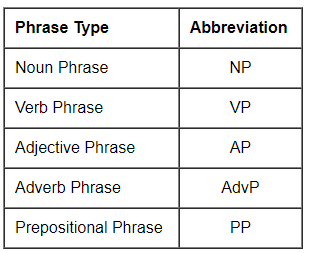 Phrase Type Abbreviation
Noun Phrase NP
Verb Phrase VP
Adjective Phrase AP
Adverb Phrase AdvP
Prepositional Phrase PP